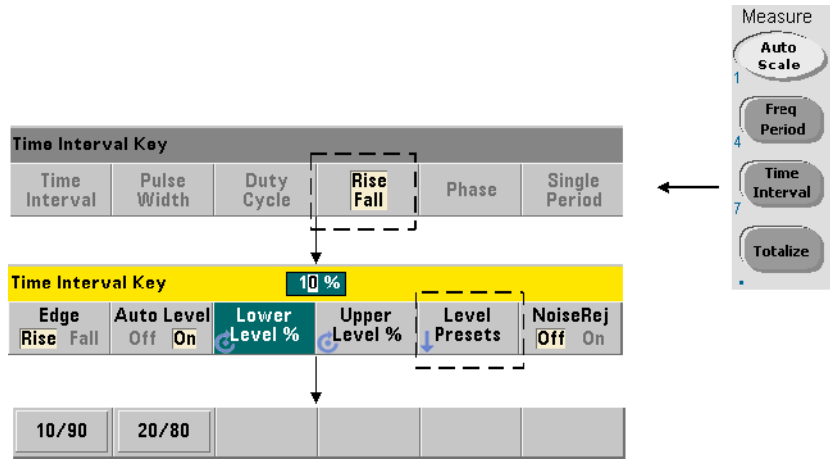 Measure
Auto
Scale
1
Freq
Period
4
Time
Interval
7
Totalize
.
Time Interval Key
Time
Interval
Pulse
Width
Duty
Cycle
Rise
Fall
Phase
Single
Period
Time Interval Key
10 %
Edge
Rise Fall
Auto Level
Off On
Lower
Level %
Upper
Level %
Level
Presets
NoiseRej
Off On
10/90
20/80